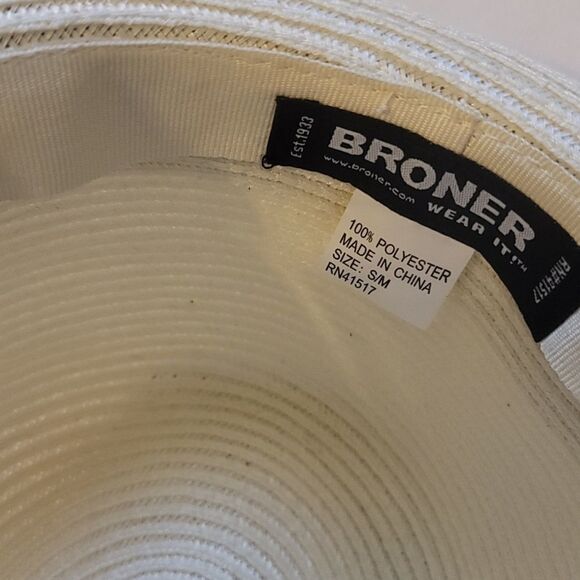 Est.1933
BRONER
www.broner.com WEAR IT!™
RN#41517
100% POLYESTER
MADE IN CHINA
SIZE: S/M
RN41517